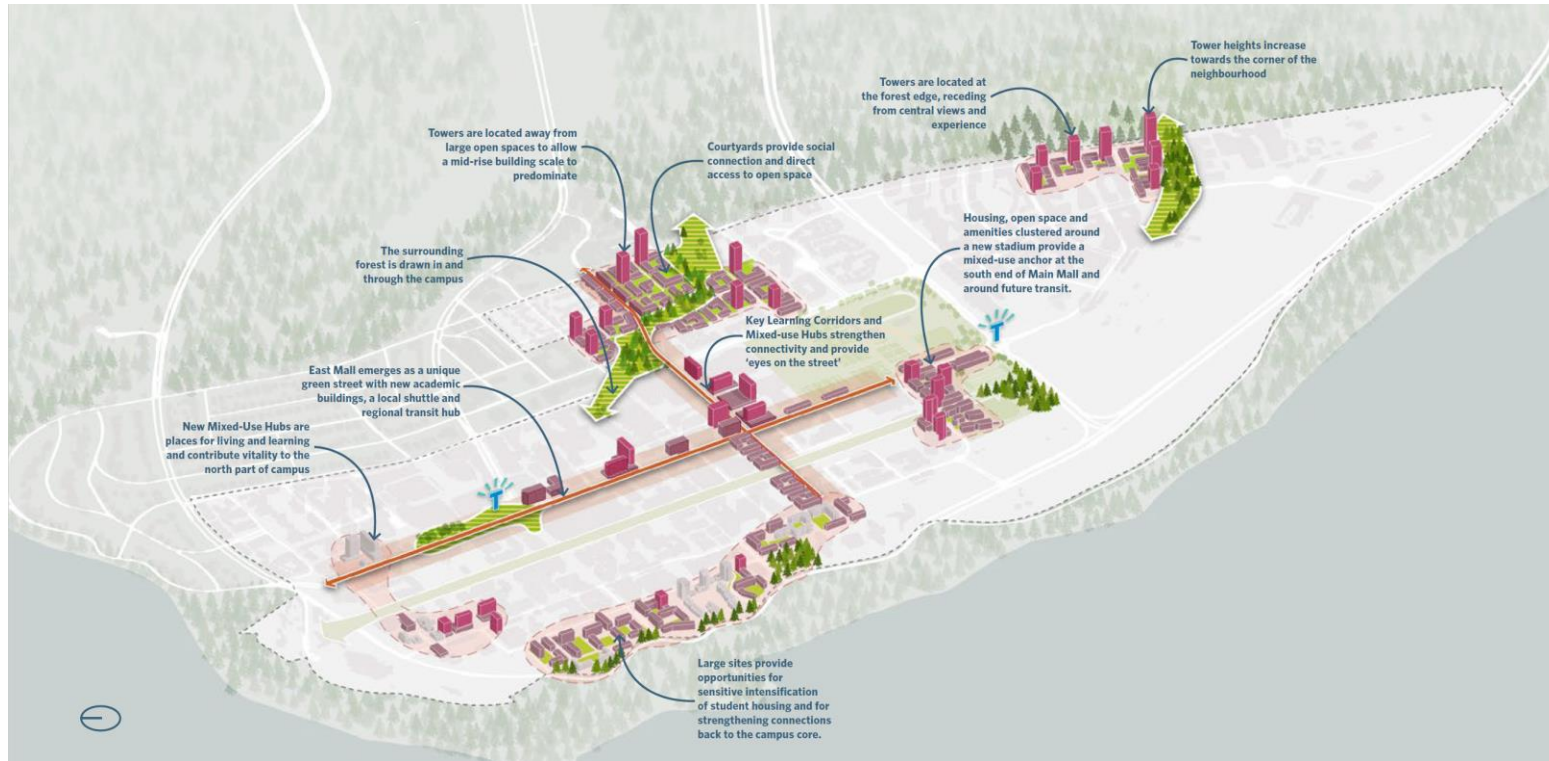 Tower heights increase
towards the corner of the
neighbourhood
Towers are located at
the forest edge, receding
from central views and
experience
Towers are located away from
large open spaces to allow
a mid-rise building scale to
predominate
Courtyards provide social
connection and direct
access to open space
Housing, open space and
amenities clustered around
a new stadium provide a
mixed-use anchor at the
south end of Main Mall and
around future transit.
The surrounding
forest is drawn in and
through the campus
T
Key Learning Corridors and
Mixed-use Hubs strengthen
connectivity and provide
‘eyes on the street’
East Mall emerges as a unique
green street with new academic
buildings, a local shuttle and
regional transit hub
New Mixed-Use Hubs are
places for living and learning
and contribute vitality to the
north part of campus
T
Large sites provide
opportunities for
sensitive intensification
of student housing and for
strengthening connections
back to the campus core.